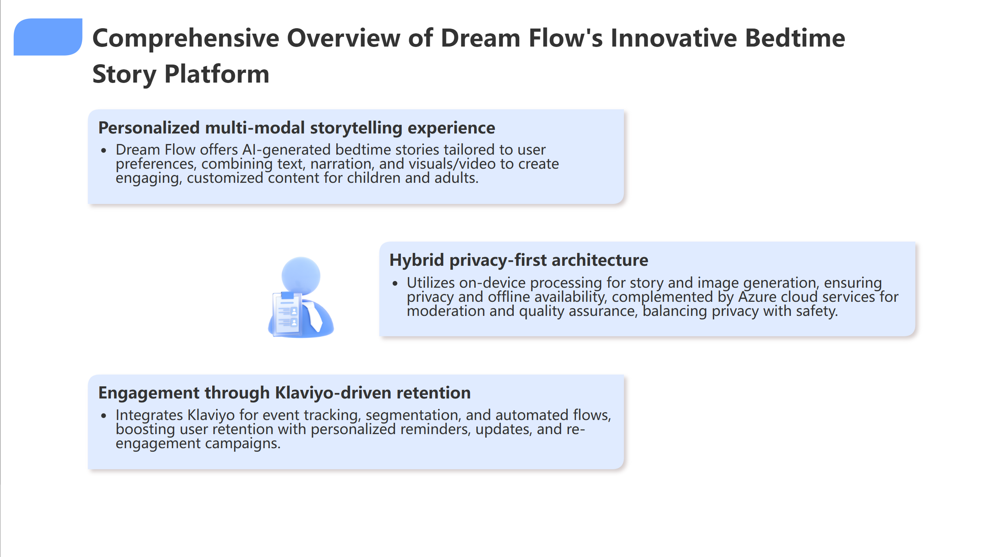 Comprehensive Overview of Dream Flow's Innovative Bedtime
Story Platform
Personalized multi-modal storytelling experience
• Dream Flow offers AI-generated bedtime stories tailored to user
preferences, combining text, narration, and visuals/video to create
engaging, customized content for children and adults.
Hybrid privacy-first architecture
• Utilizes on-device processing for story and image generation, ensuring
privacy and offline availability, complemented by Azure cloud services for
moderation and quality assurance, balancing privacy with safety.
Engagement through Klaviyo-driven retention
• Integrates Klaviyo for event tracking, segmentation, and automated flows,
boosting user retention with personalized reminders, updates, and re-
engagement campaigns.